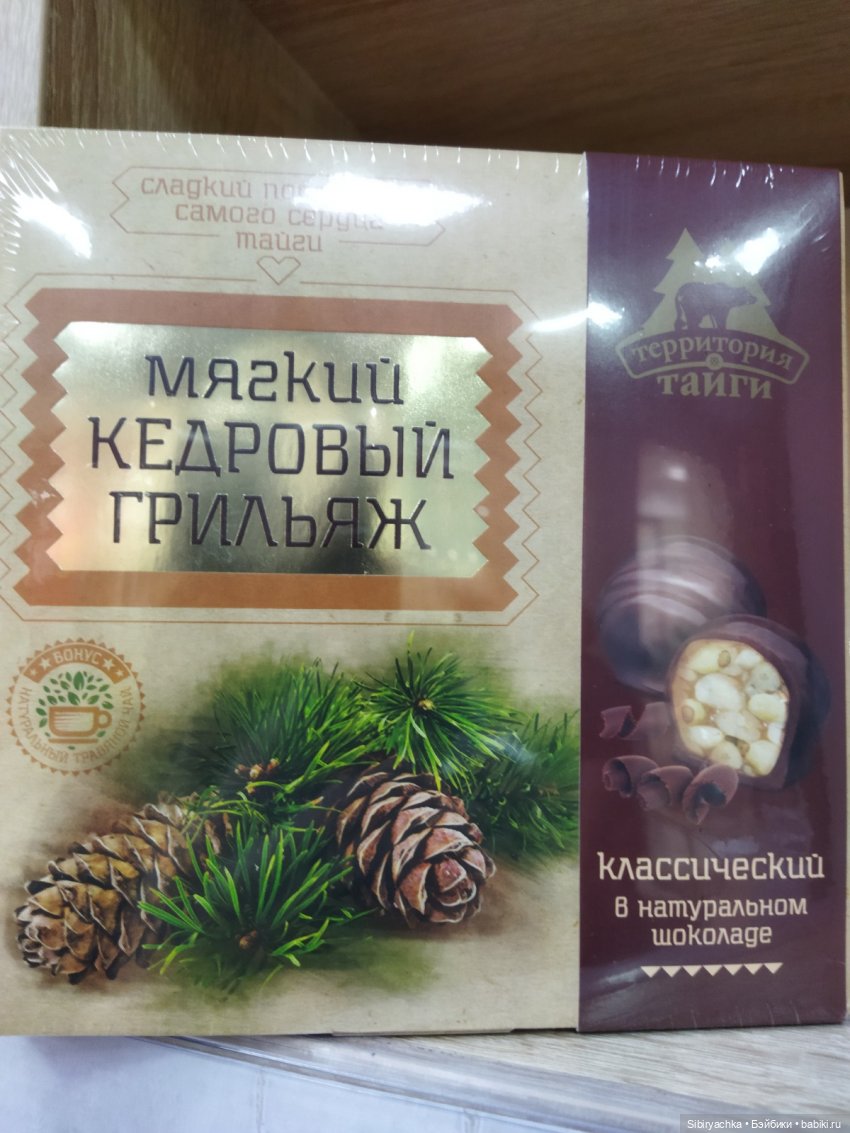 сладкий
самого сердца
тайги
мягкий
кедровый
грильяж
бонус
натуральный травяной чай
территория
тайги
классический
в натуральном
шоколаде
Sibiryachka • Бэйбики • babiki.ru